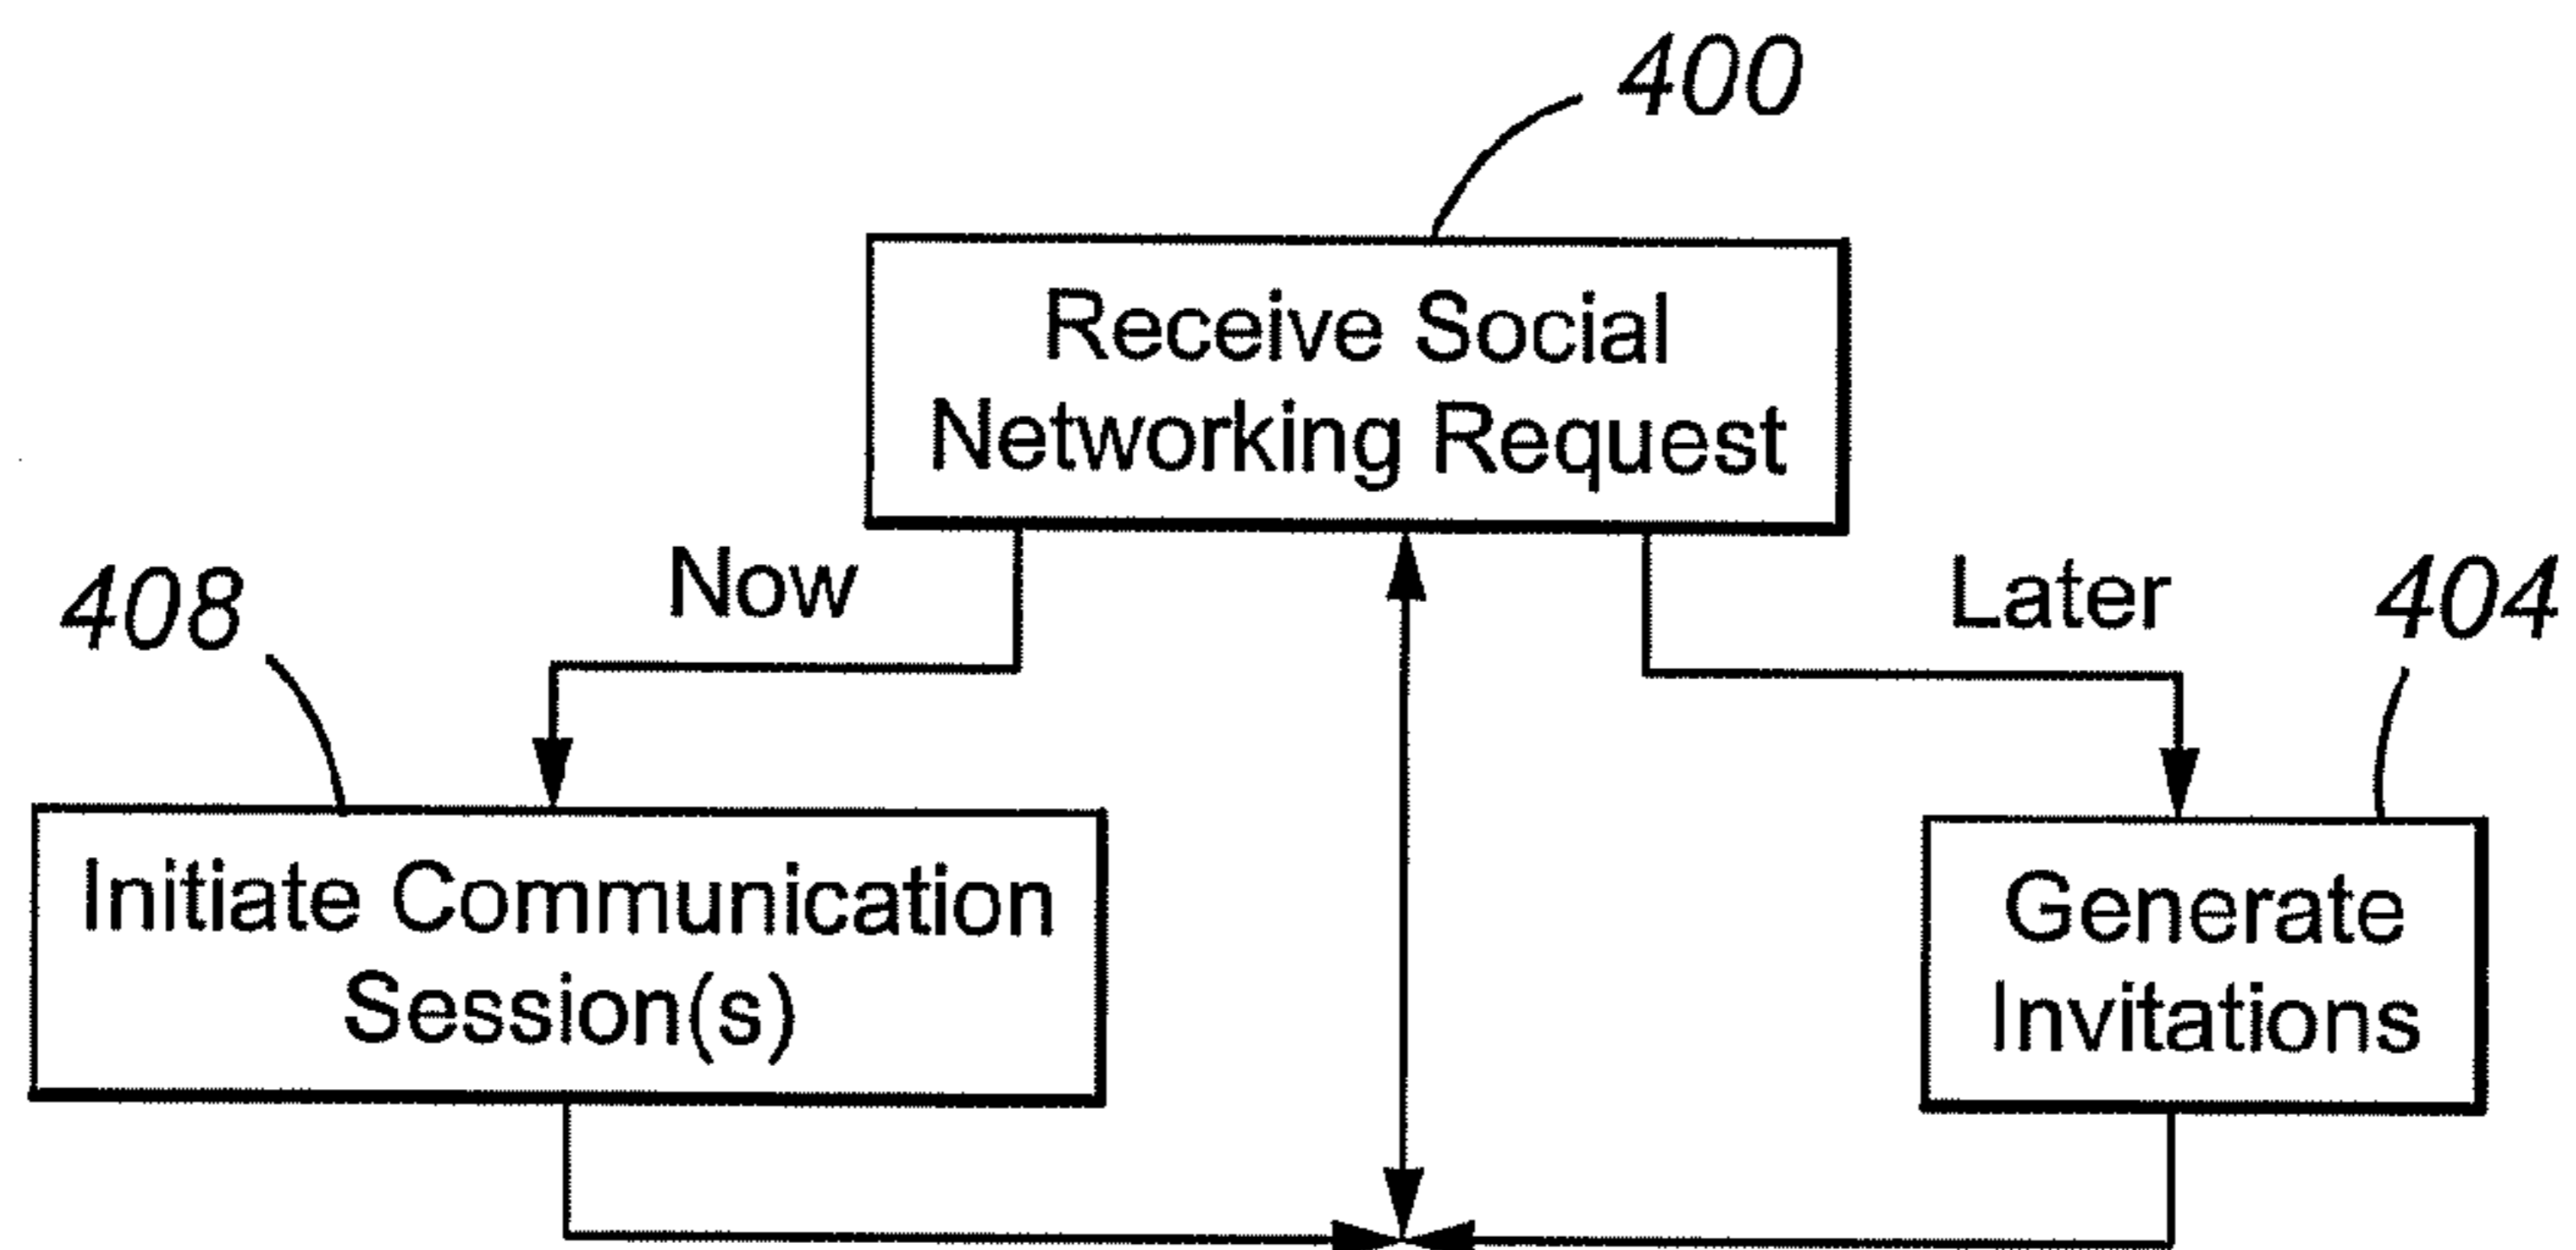 400
Receive Social
Networking Request
Now
Later
408
404
Initiate Communication
Session(s)
Generate
Invitations